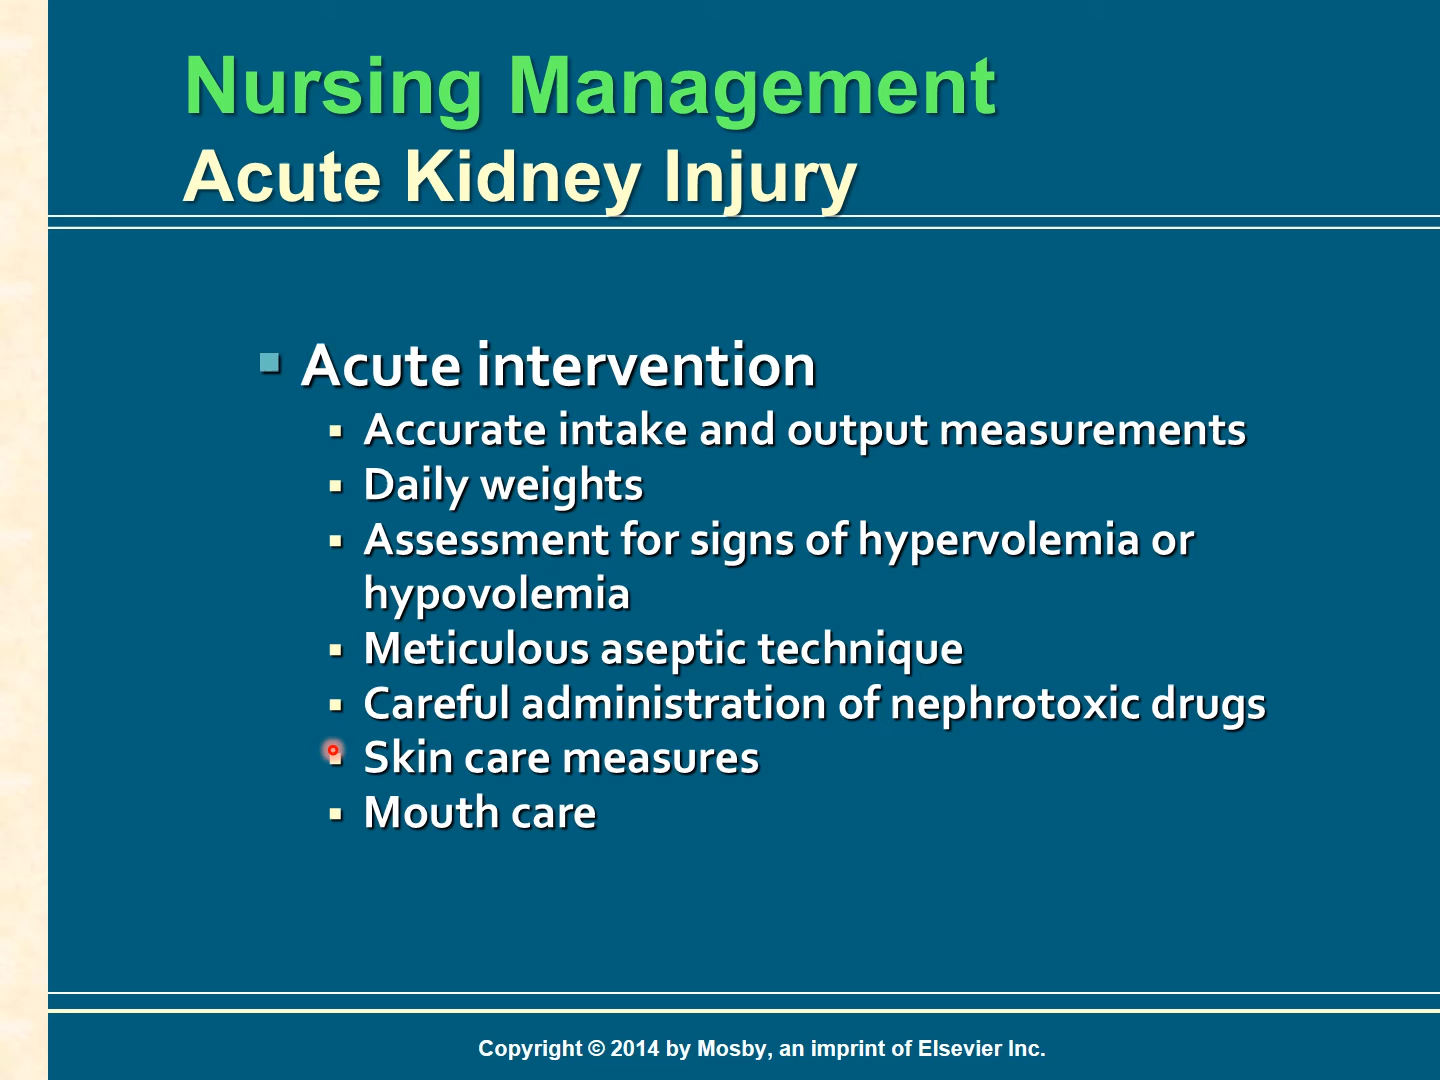 Nursing Management
Acute Kidney Injury
Acute intervention
Accurate intake and output measurements
Daily weights
Assessment for signs of hypervolemia or
hypovolemia
Meticulous aseptic technique
Careful administration of nephrotoxic drugs
Skin care measures
Mouth care
Copyright © 2014 by Mosby, an imprint of Elsevier Inc.